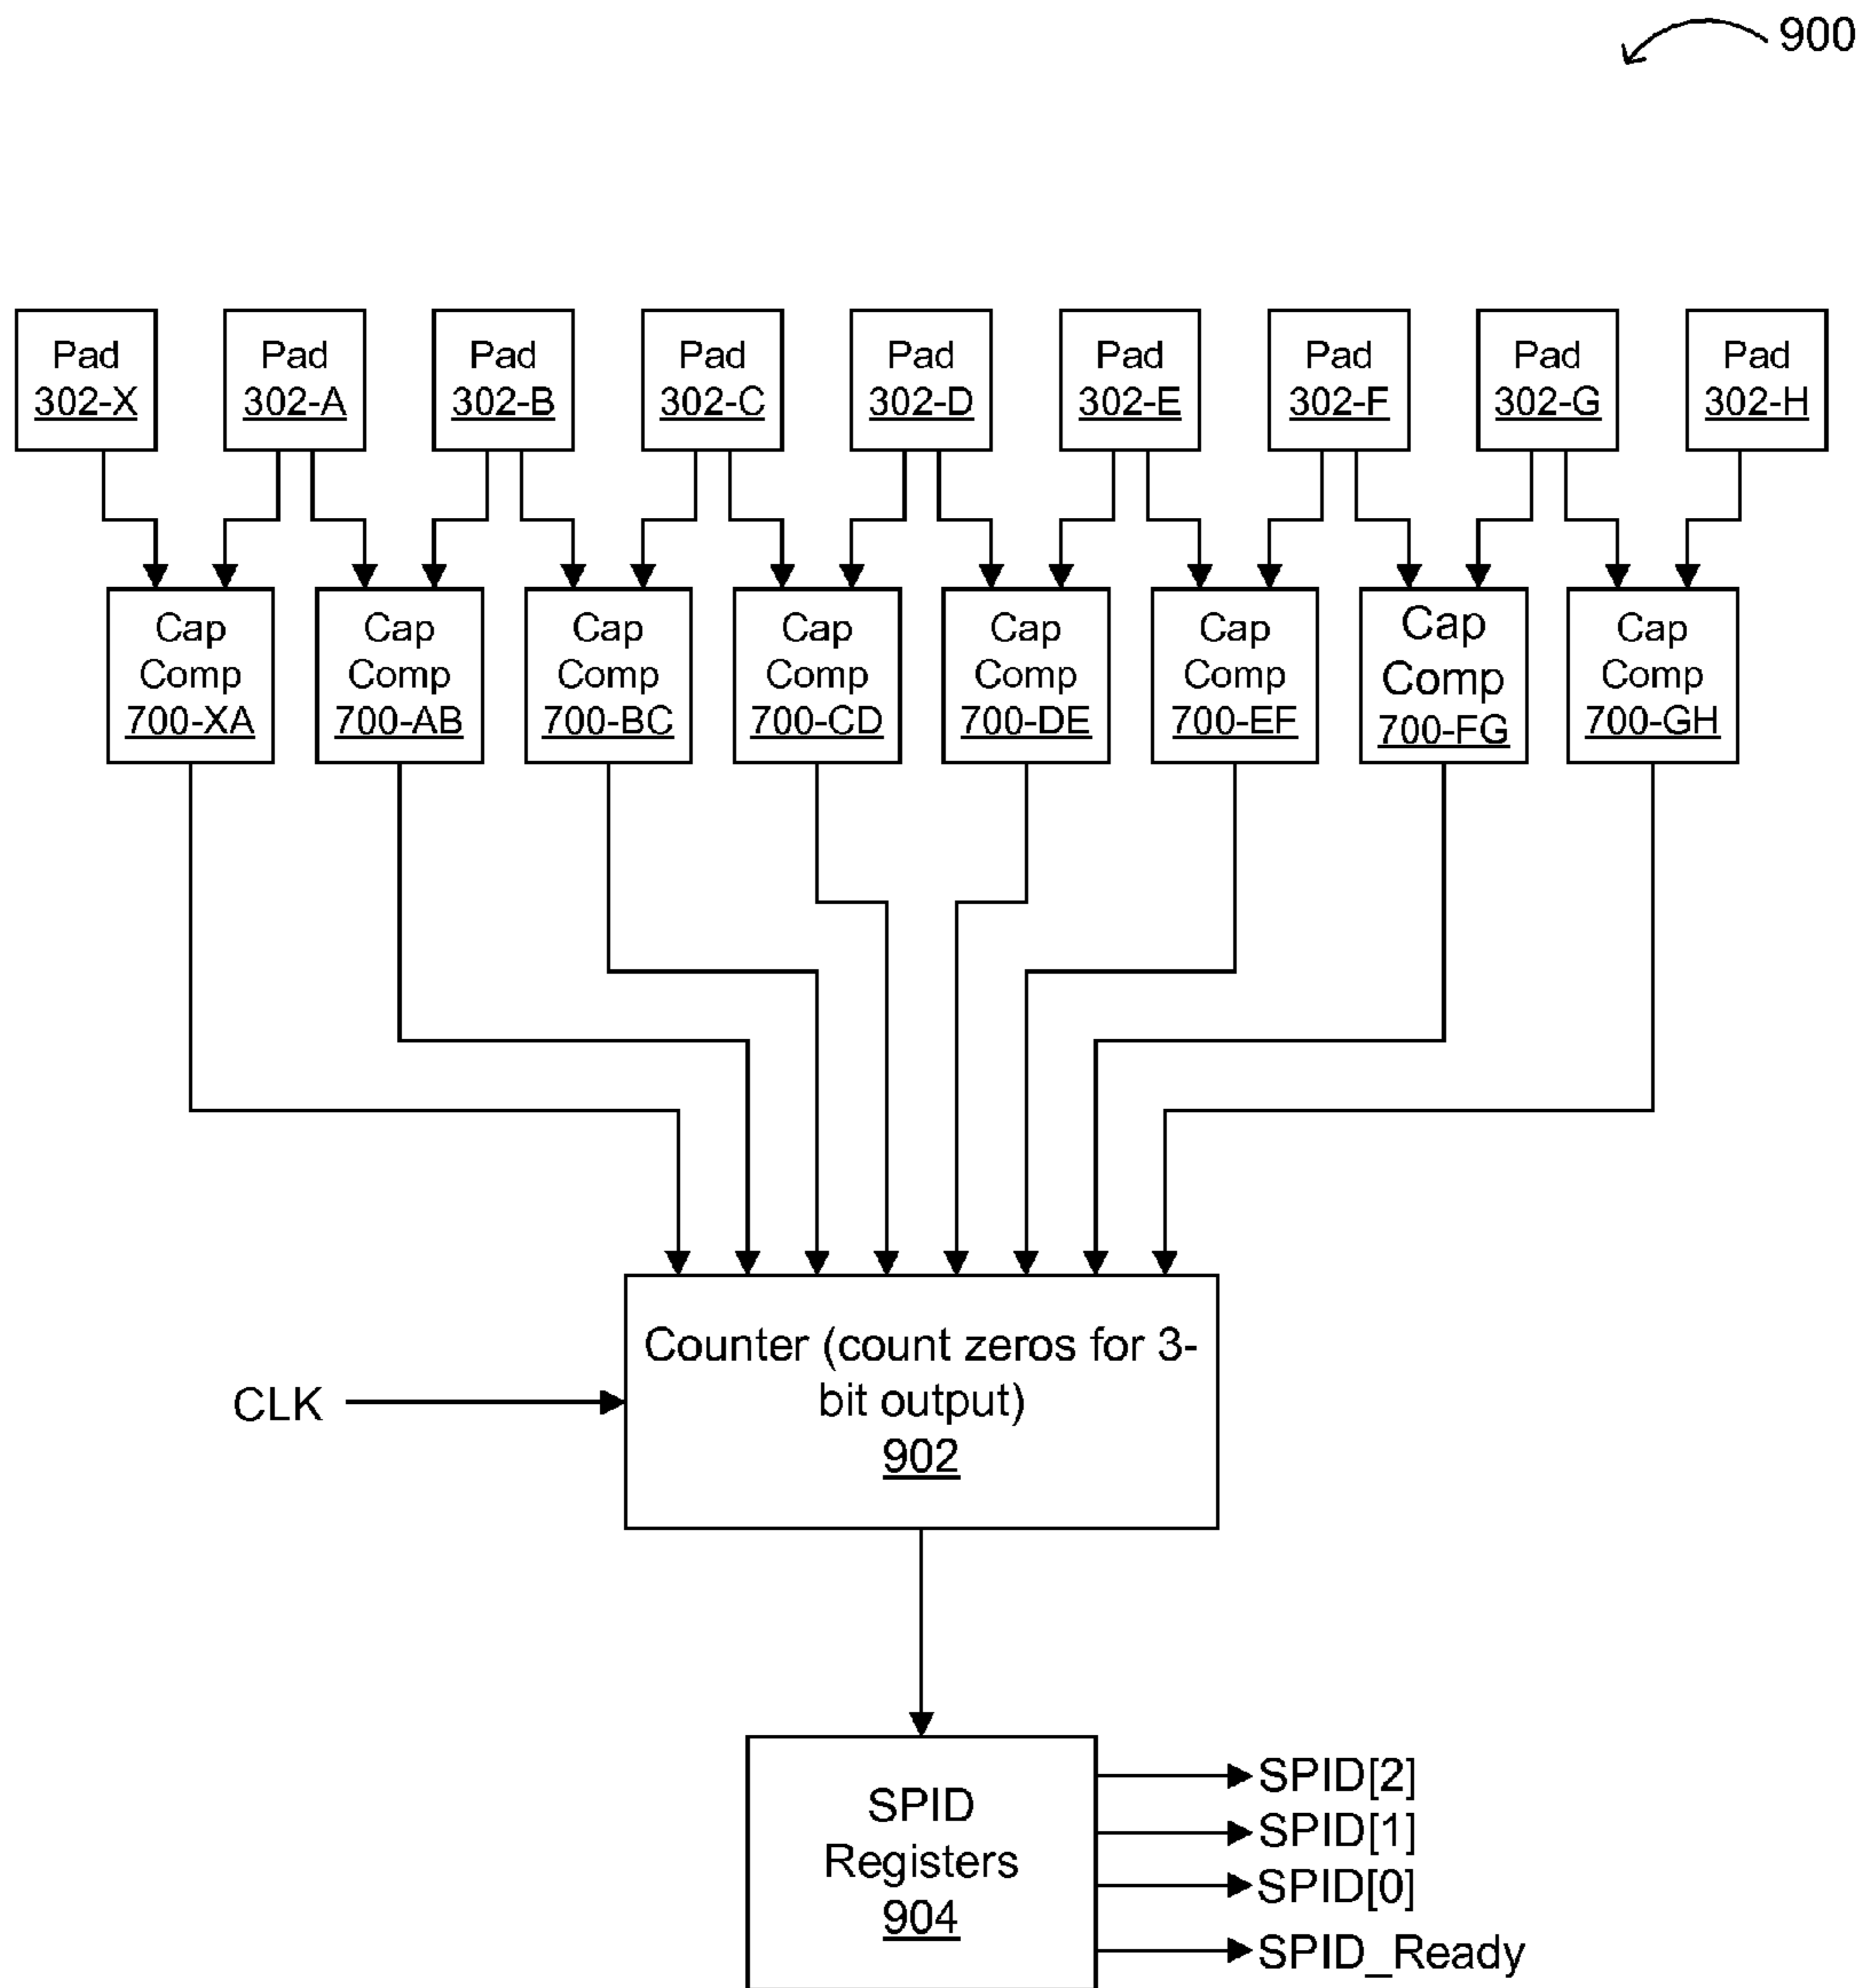 900
Pad
302-X
Pad
302-A
Pad
302-B
Pad
302-C
Pad
302-D
Pad
302-E
Pad
302-F
Pad
302-G
Pad
302-H
Cap
Comp
700-XA
Cap
Comp
700-AB
Cap
Comp
700-BC
Cap
Comp
700-CD
Cap
Comp
700-DE
Cap
Comp
700-EF
Cap
Comp
700-FG
Cap
Comp
700-GH
CLK
Counter (count zeros for 3-
bit output)
902
SPID
Registers
904
SPID[2]
SPID[1]
SPID[0]
SPID_Ready